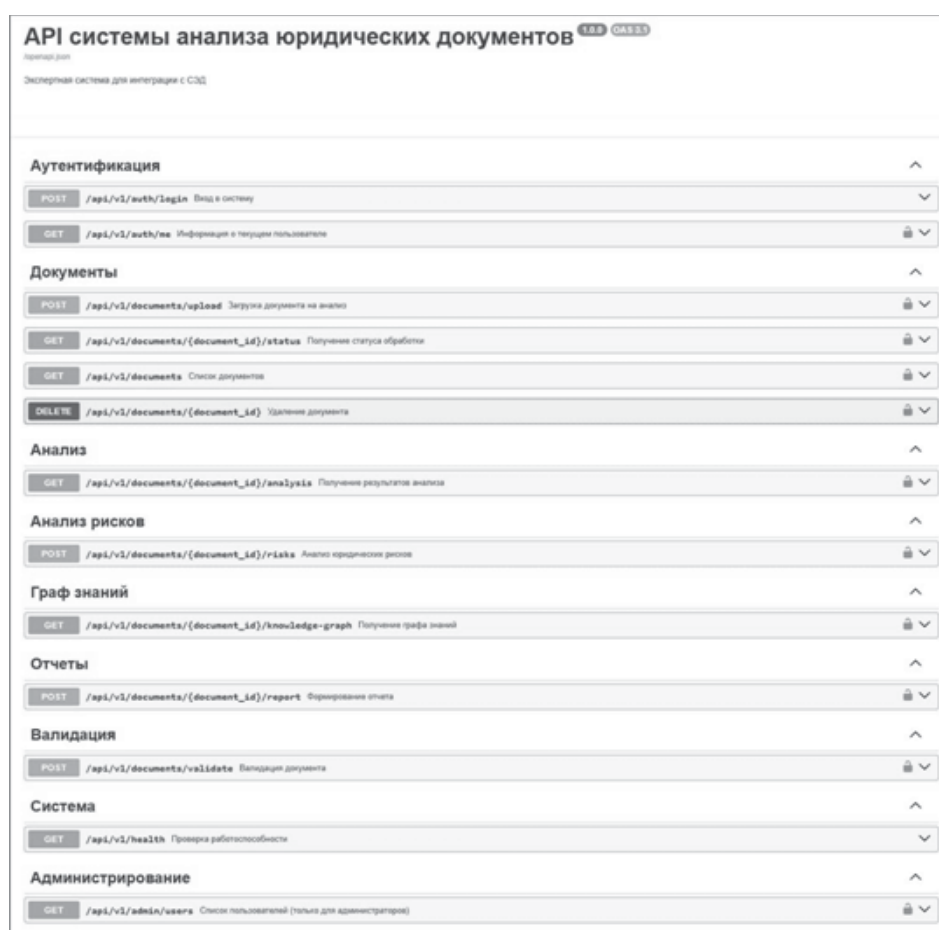 API системы анализа юридических документов 1.0.0 OAS 3.1
/openapi.json
Экспертная система для интеграции с СЭД
Аутентификация
POST /api/v1/auth/login Вход в систему
GET /api/v1/auth/me Информация о текущем пользователе
Документы
POST /api/v1/documents/upload Загрузка документа на анализ
GET /api/v1/documents/{document_id}/status Получение статуса обработки
GET /api/v1/documents Список документов
DELETE /api/v1/documents/{document_id} Удаление документа
Анализ
GET /api/v1/documents/{document_id}/analysis Получение результатов анализа
Анализ рисков
POST /api/v1/documents/{document_id}/risks Анализ юридических рисков
Граф знаний
GET /api/v1/documents/{document_id}/knowledge-graph Получение графа знаний
Отчеты
POST /api/v1/documents/{document_id}/report Формирование отчета
Валидация
POST /api/v1/documents/validate Валидация документа
Система
GET /api/v1/health Проверка работоспособности
Администрирование
GET /api/v1/admin/users Список пользователей (только для администраторов)